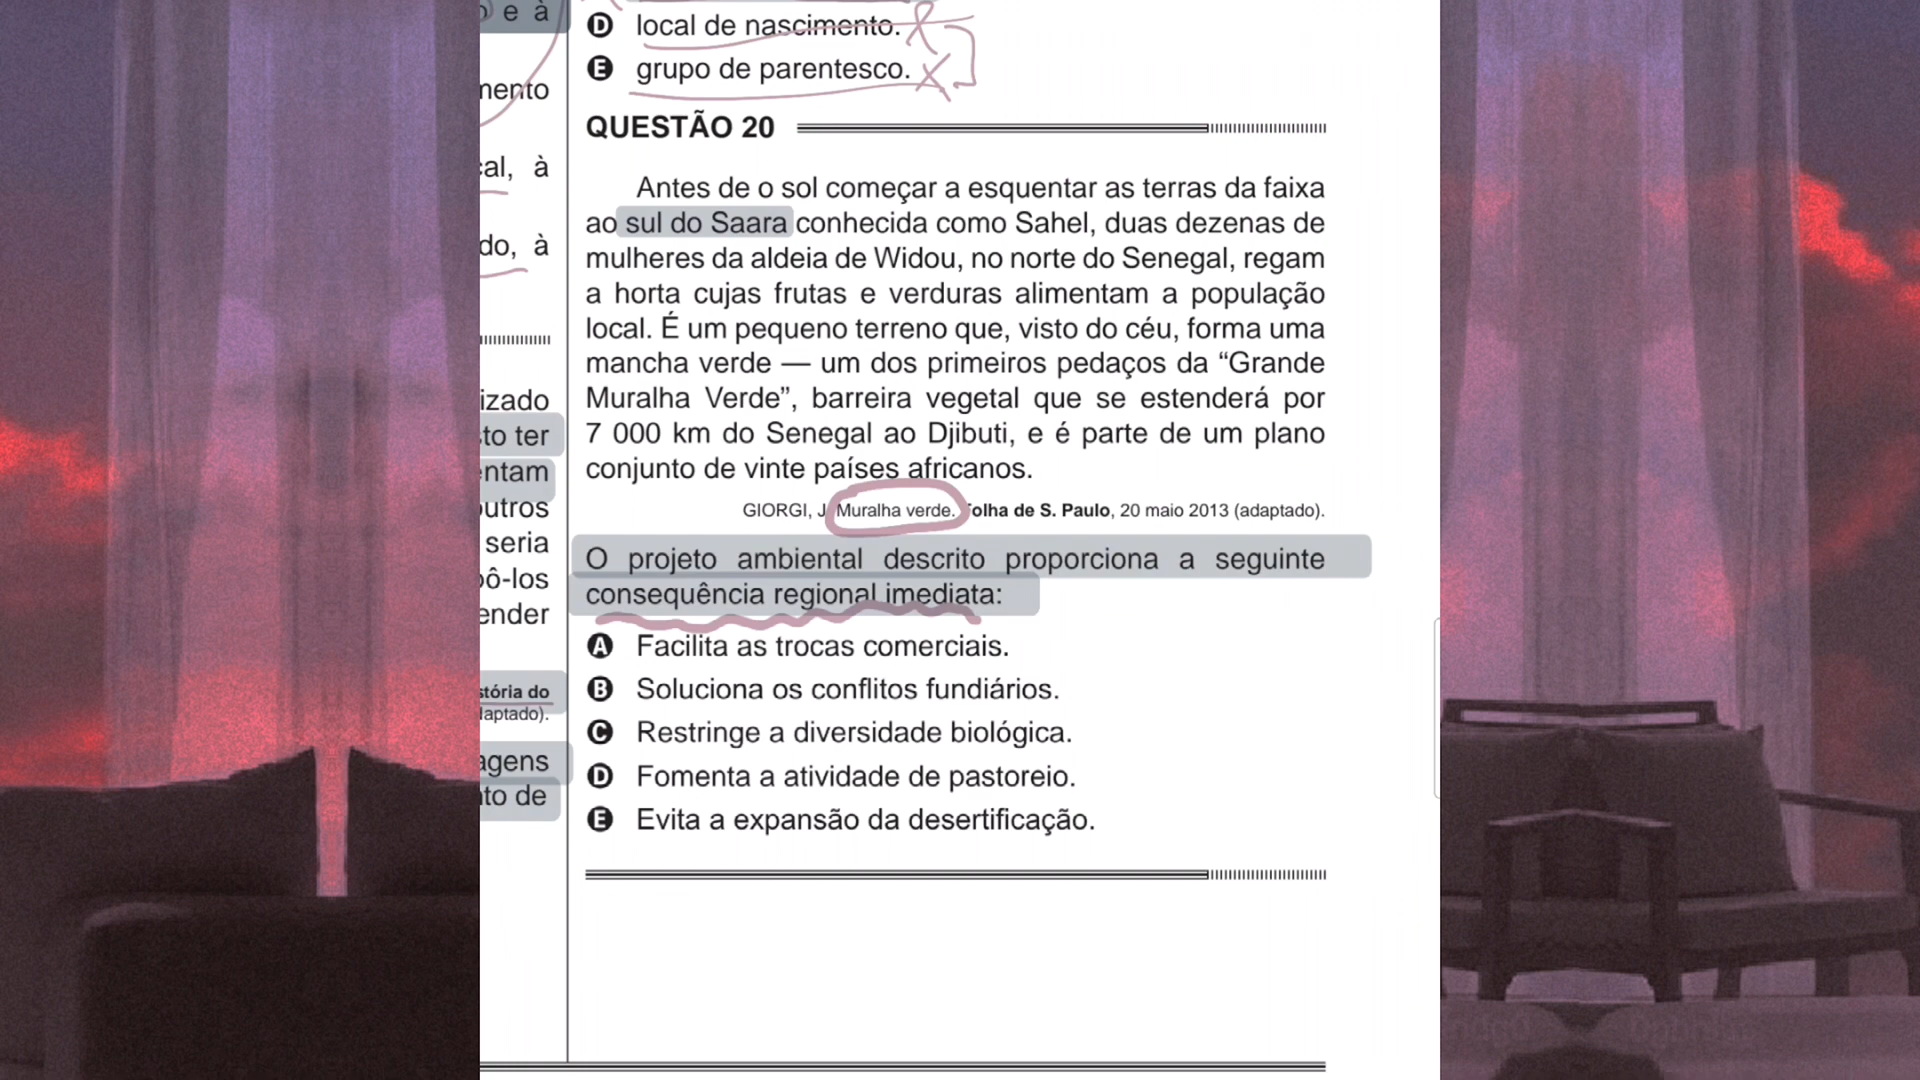 o e à
mento
cal, à
do, à
izado
sto ter
entam
outros
seria
pô-los
ender
stória do
daptado).
agens
nto de
D local de nascimento.
E grupo de parentesco.
QUESTÃO 20
Antes de o sol começar a esquentar as terras da faixa
ao sul do Saara conhecida como Sahel, duas dezenas de
mulheres da aldeia de Widou, no norte do Senegal, regam
a horta cujas frutas e verduras alimentam a população
local. É um pequeno terreno que, visto do céu, forma uma
mancha verde — um dos primeiros pedaços da “Grande
Muralha Verde”, barreira vegetal que se estenderá por
7 000 km do Senegal ao Djibuti, e é parte de um plano
conjunto de vinte países africanos.
GIORGI, J. Muralha verde. Folha de S. Paulo, 20 maio 2013 (adaptado).
O projeto ambiental descrito proporciona a seguinte
consequência regional imediata:
A Facilita as trocas comerciais.
B Soluciona os conflitos fundiários.
C Restringe a diversidade biológica.
D Fomenta a atividade de pastoreio.
E Evita a expansão da desertificação.